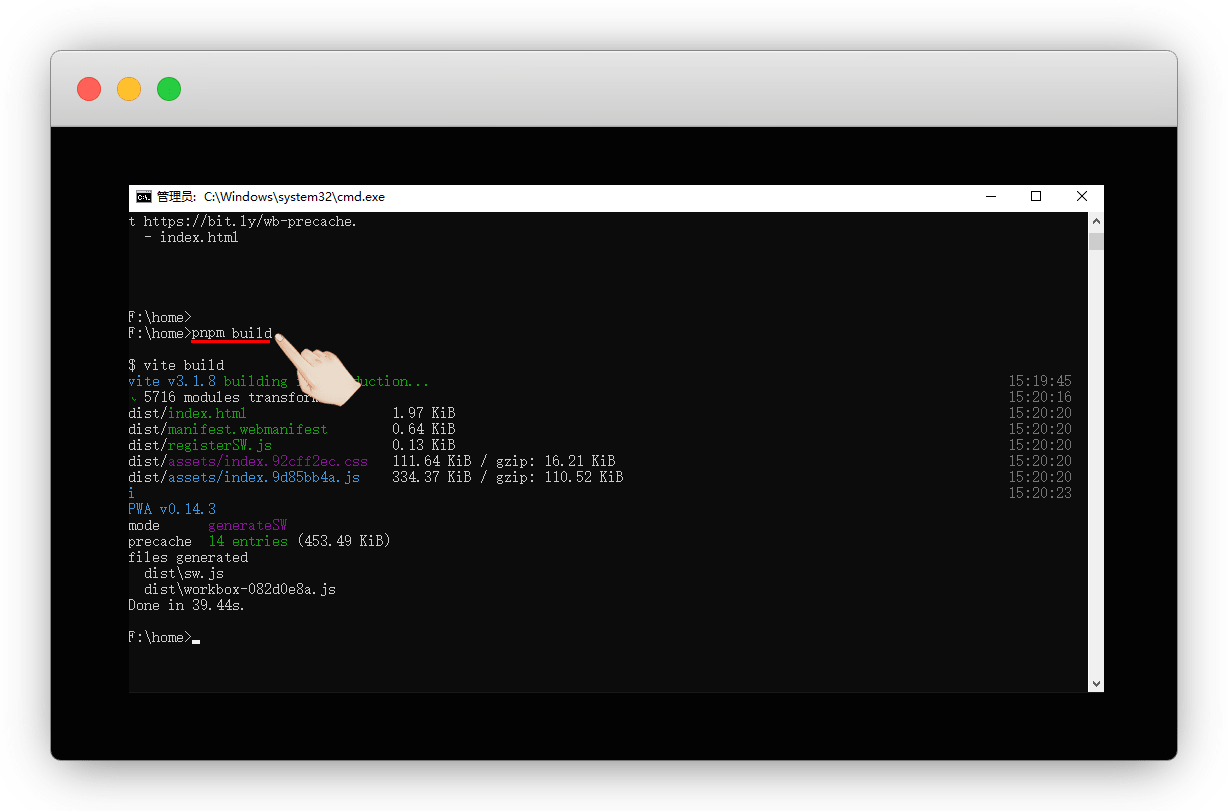 管理员: C:\Windows\system32\cmd.exe
t https://bit.ly/wb-precache.
- index.html
F:\home>
F:\home>pnpm build
$ vite build
vite v3.1.8 building uction... 15:19:45
5716 modules transfor 15:20:16
dist/index.html 1.97 KiB 15:20:20
dist/manifest.webmanifest 0.64 KiB 15:20:20
dist/registerSW.js 0.13 KiB 15:20:20
dist/assets/index.92cff2ec.css 111.64 KiB / gzip: 16.21 KiB 15:20:20
dist/assets/index.9d85bb4a.js 334.37 KiB / gzip: 110.52 KiB 15:20:20
i 15:20:23
PWA v0.14.3
mode generateSW
precache 14 entries (453.49 KiB)
files generated
dist\sw.js
dist\workbox-082d0e8a.js
Done in 39.44s.
F:\home>